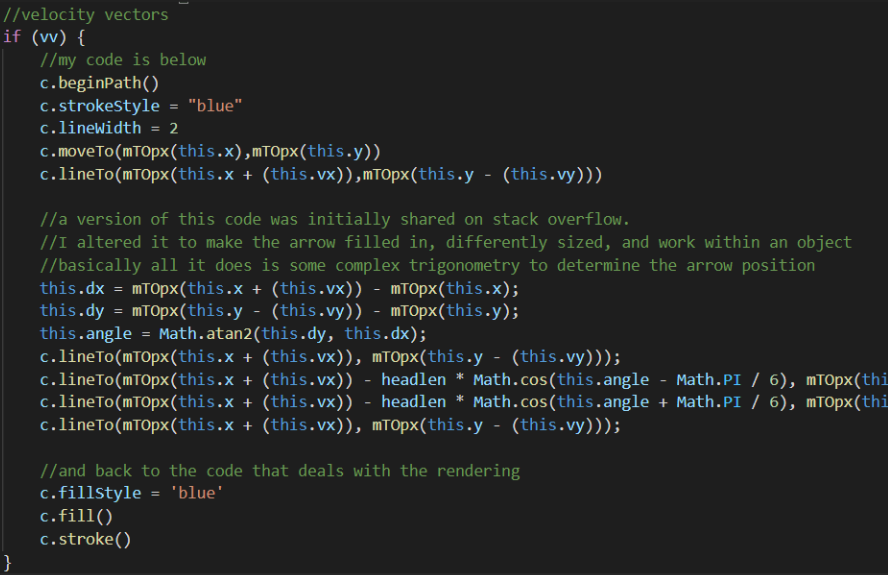 //velocity vectors
if (vv) {
//my code is below
c.beginPath()
c.strokeStyle = "blue"
c.lineWidth = 2
c.moveTo(mTOpx(this.x),mTOpx(this.y))
c.lineTo(mTOpx(this.x + (this.vx)),mTOpx(this.y - (this.vy)))
//a version of this code was initially shared on stack overflow.
//I altered it to make the arrow filled in, differently sized, and work within an object
//basically all it does is some complex trigonometry to determine the arrow position
this.dx = mTOpx(this.x + (this.vx)) - mTOpx(this.x);
this.dy = mTOpx(this.y - (this.vy)) - mTOpx(this.y);
this.angle = Math.atan2(this.dy, this.dx);
c.lineTo(mTOpx(this.x + (this.vx)), mTOpx(this.y - (this.vy)));
c.lineTo(mTOpx(this.x + (this.vx)) - headlen * Math.cos(this.angle - Math.PI / 6), mTOpx(thi
c.lineTo(mTOpx(this.x + (this.vx)) - headlen * Math.cos(this.angle + Math.PI / 6), mTOpx(thi
c.lineTo(mTOpx(this.x + (this.vx)), mTOpx(this.y - (this.vy)));
//and back to the code that deals with the rendering
c.fillStyle = 'blue'
c.fill()
c.stroke()
}